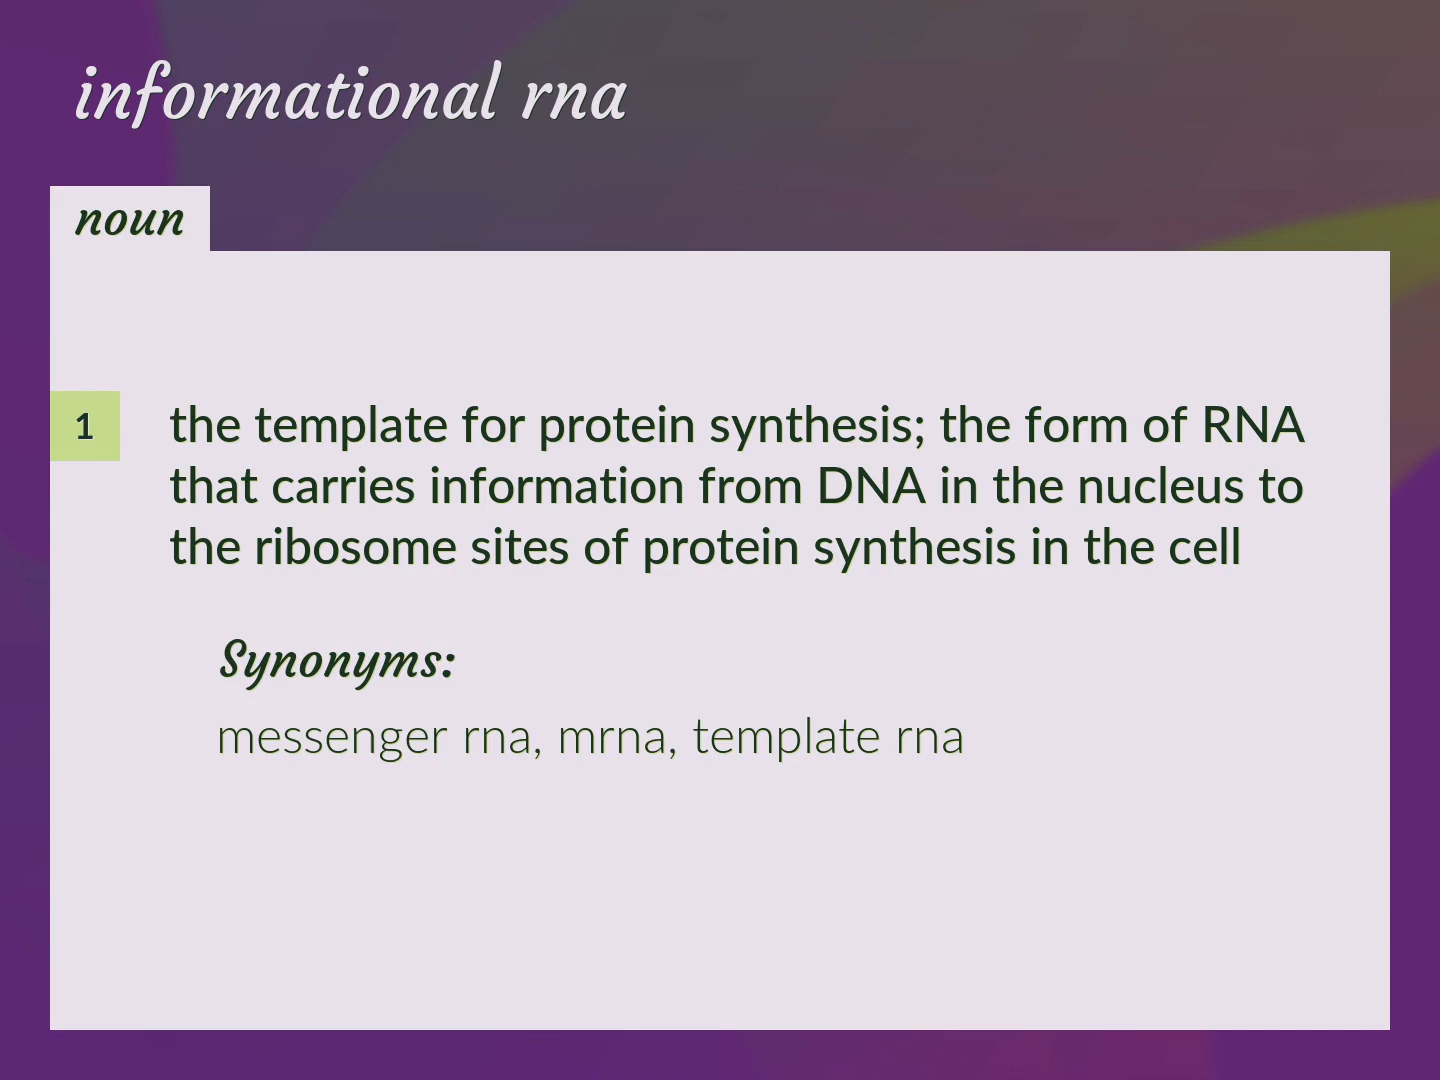 informational rna
noun
1
the template for protein synthesis; the form of RNA
that carries information from DNA in the nucleus to
the ribosome sites of protein synthesis in the cell
Synonyms:
messenger rna, mrna, template rna